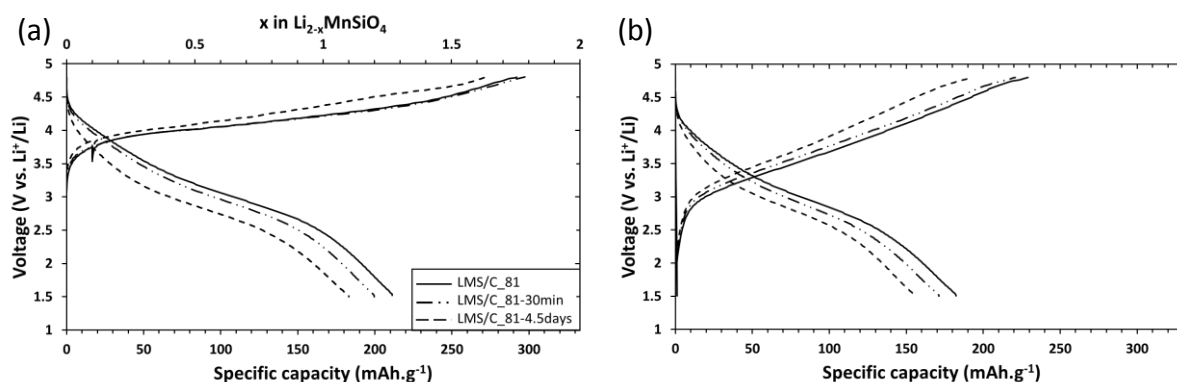 (a)
x in Li2-xMnSiO4
0 0.5 1 1.5 2
5
4.5
4
3.5
3
2.5
2
1.5
1
Voltage (V vs. Li+/Li)
LMS/C_81
LMS/C_81-30min
LMS/C_81-4.5days
0 50 100 150 200 250 300
Specific capacity (mAh.g-1)
(b)
5
4.5
4
3.5
3
2.5
2
1.5
1
Voltage (V vs. Li+/Li)
0 50 100 150 200 250 300
Specific capacity (mAh.g-1)